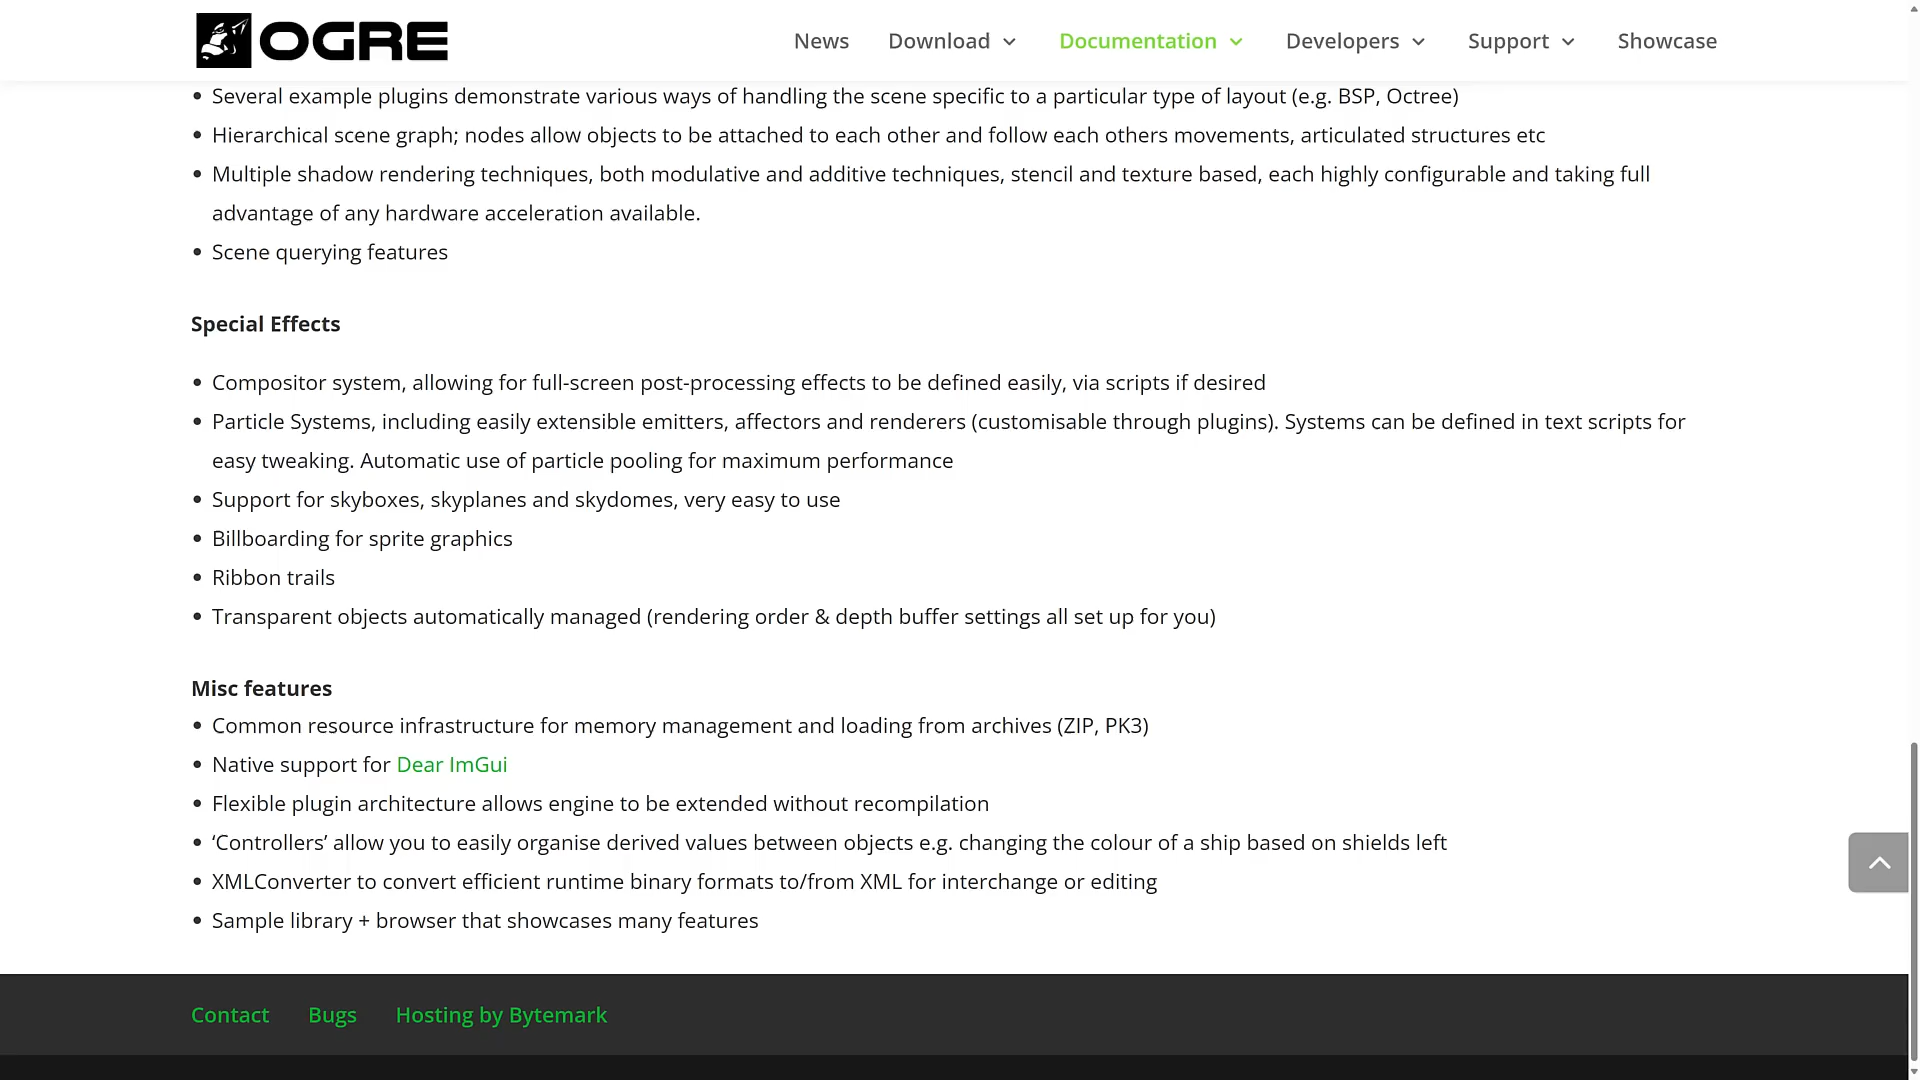 OGRE
News Download Documentation Developers Support Showcase
Several example plugins demonstrate various ways of handling the scene specific to a particular type of layout (e.g. BSP, Octree)
Hierarchical scene graph; nodes allow objects to be attached to each other and follow each others movements, articulated structures etc
Multiple shadow rendering techniques, both modulative and additive techniques, stencil and texture based, each highly configurable and taking full
advantage of any hardware acceleration available.
Scene querying features
Special Effects
Compositor system, allowing for full-screen post-processing effects to be defined easily, via scripts if desired
Particle Systems, including easily extensible emitters, affectors and renderers (customisable through plugins). Systems can be defined in text scripts for
easy tweaking. Automatic use of particle pooling for maximum performance
Support for skyboxes, skyplanes and skydomes, very easy to use
Billboarding for sprite graphics
Ribbon trails
Transparent objects automatically managed (rendering order & depth buffer settings all set up for you)
Misc features
Common resource infrastructure for memory management and loading from archives (ZIP, PK3)
Native support for Dear ImGui
Flexible plugin architecture allows engine to be extended without recompilation
‘Controllers’ allow you to easily organise derived values between objects e.g. changing the colour of a ship based on shields left
XMLConverter to convert efficient runtime binary formats to/from XML for interchange or editing
Sample library + browser that showcases many features
Contact Bugs Hosting by Bytemark